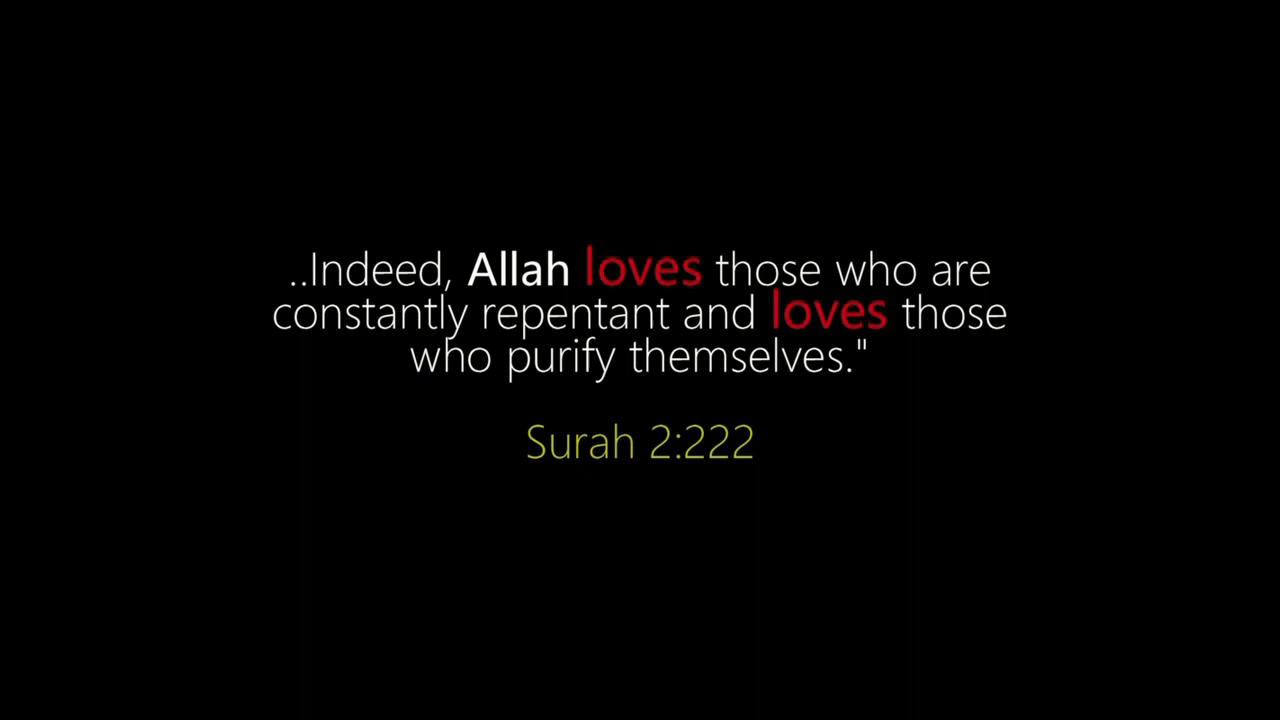 ..Indeed, Allah loves those who are
constantly repentant and loves those
who purify themselves."
Surah 2:222